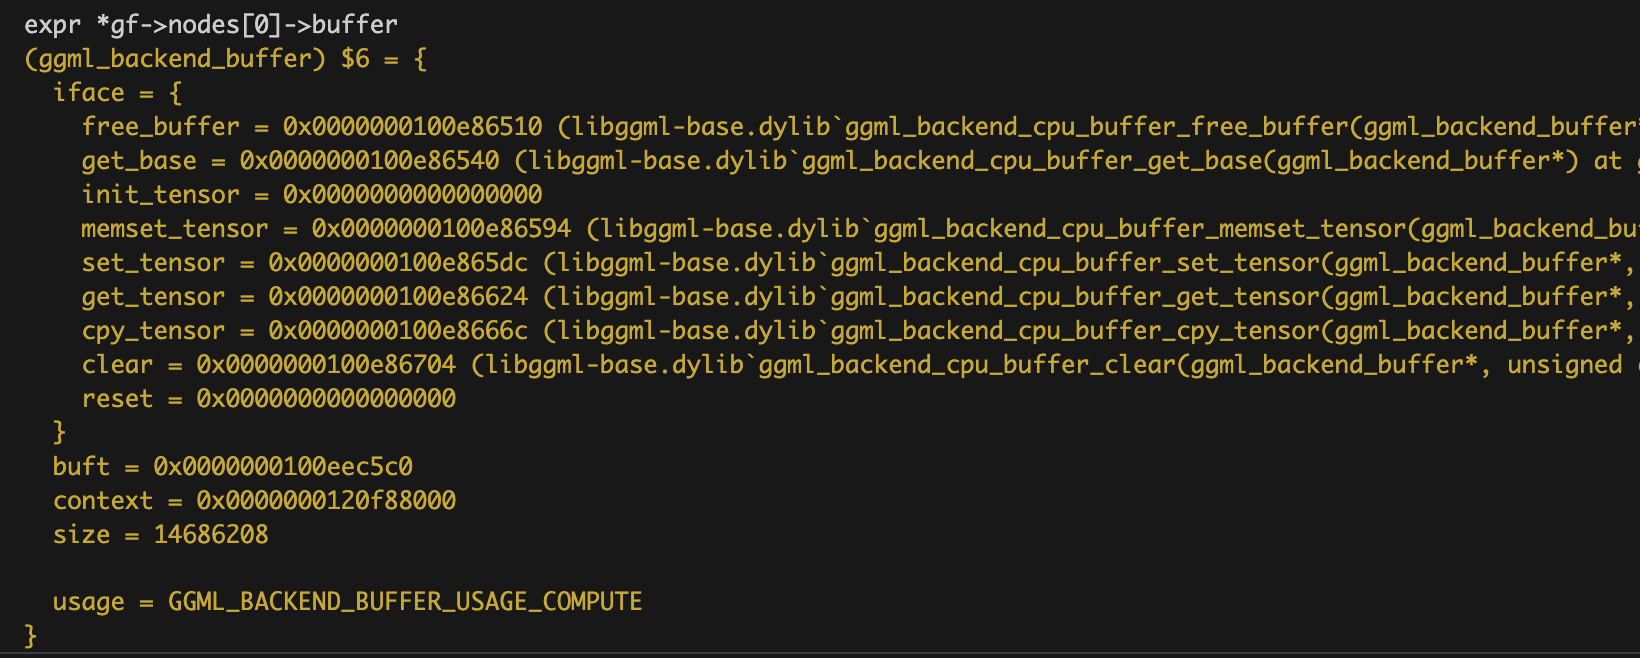 expr *gf->nodes[0]->buffer
(ggml_backend_buffer) $6 = {
  iface = {
    free_buffer = 0x0000000100e86510 (libggml-base.dylib`ggml_backend_cpu_buffer_free_buffer(ggml_backend_buffer*
    get_base = 0x0000000100e86540 (libggml-base.dylib`ggml_backend_cpu_buffer_get_base(ggml_backend_buffer*) at g
    init_tensor = 0x0000000000000000
    memset_tensor = 0x0000000100e86594 (libggml-base.dylib`ggml_backend_cpu_buffer_memset_tensor(ggml_backend_bu
    set_tensor = 0x0000000100e865dc (libggml-base.dylib`ggml_backend_cpu_buffer_set_tensor(ggml_backend_buffer*,
    get_tensor = 0x0000000100e86624 (libggml-base.dylib`ggml_backend_cpu_buffer_get_tensor(ggml_backend_buffer*,
    cpy_tensor = 0x0000000100e8666c (libggml-base.dylib`ggml_backend_cpu_buffer_cpy_tensor(ggml_backend_buffer*,
    clear = 0x0000000100e86704 (libggml-base.dylib`ggml_backend_cpu_buffer_clear(ggml_backend_buffer*, unsigned
    reset = 0x0000000000000000
  }
  buft = 0x0000000100eec5c0
  context = 0x0000000120f88000
  size = 14686208
  usage = GGML_BACKEND_BUFFER_USAGE_COMPUTE
}